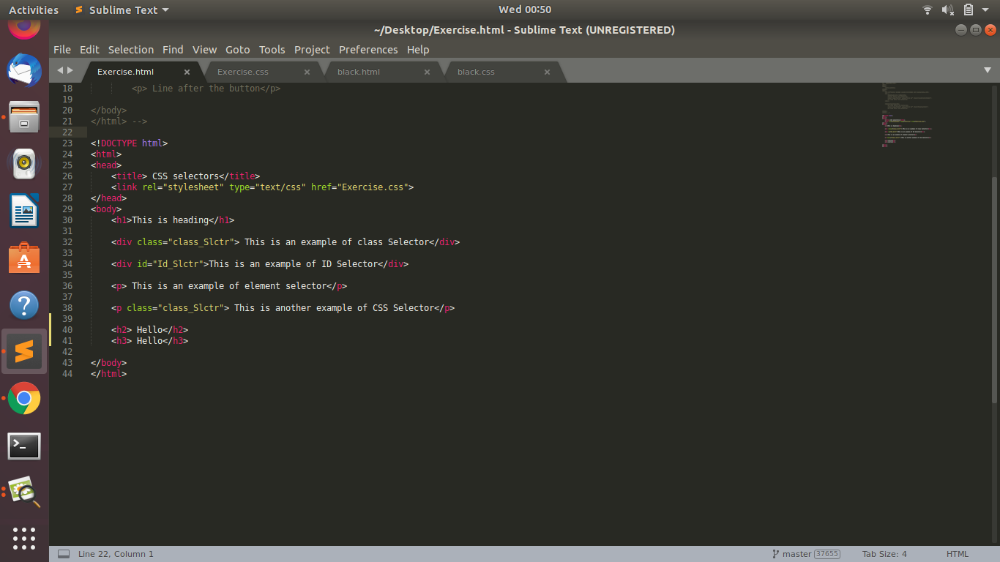 Activities Sublime Text Wed 00:50
~/Desktop/Exercise.html - Sublime Text (UNREGISTERED)
File Edit Selection Find View Goto Tools Project Preferences Help
Exercise.html × Exercise.css × black.html × black.css ×
18 <p> Line after the button</p>
19
20 </body>
21 </html> -->
22
23 <!DOCTYPE html>
24 <html>
25 <head>
26 <title> CSS selectors</title>
27 <link rel="stylesheet" type="text/css" href="Exercise.css">
28 </head>
29 <body>
30 <h1>This is heading</h1>
31
32 <div class="class_Slctr"> This is an example of class Selector</div>
33
34 <div id="Id_Slctr">This is an example of ID Selector</div>
35
36 <p> This is an example of element selector</p>
37
38 <p class="class_Slctr"> This is another example of CSS Selector</p>
39
40 <h2> Hello</h2>
41 <h3> Hello</h3>
42
43 </body>
44 </html>
Line 22, Column 1 master 37655 Tab Size: 4 HTML